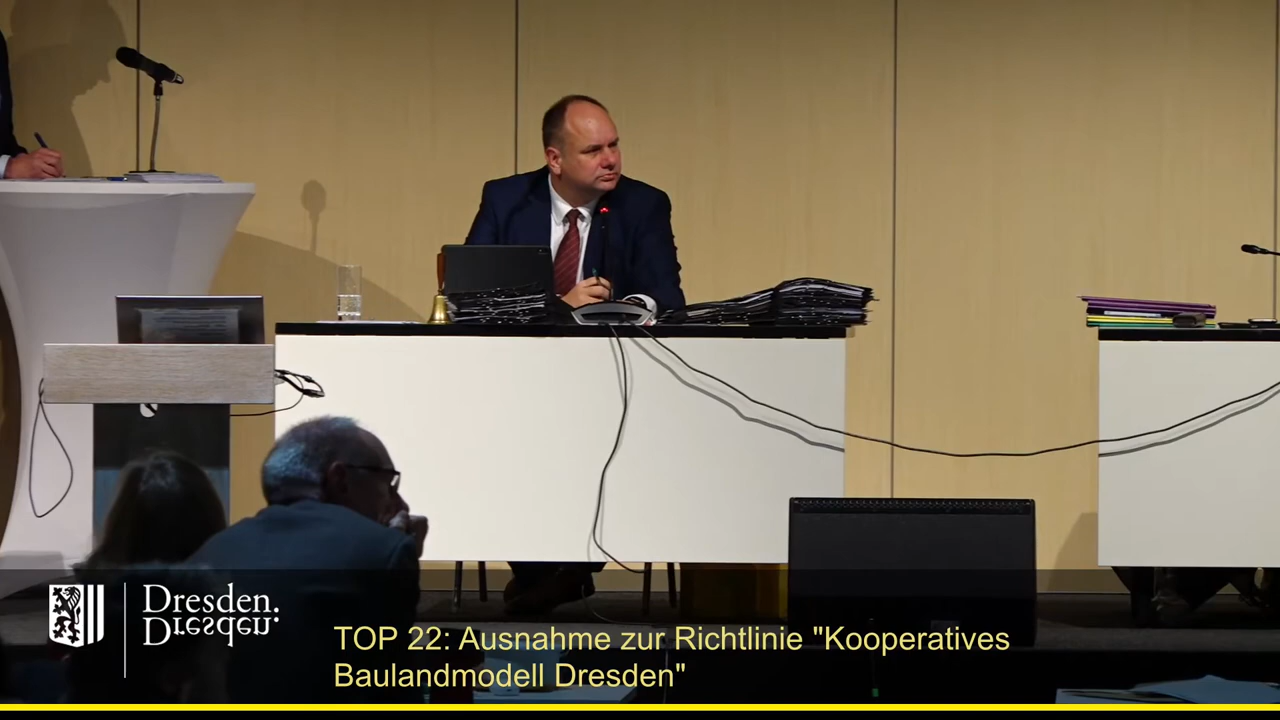 Dresden.
Dresden.
TOP 22: Ausnahme zur Richtlinie "Kooperatives
Baulandmodell Dresden"